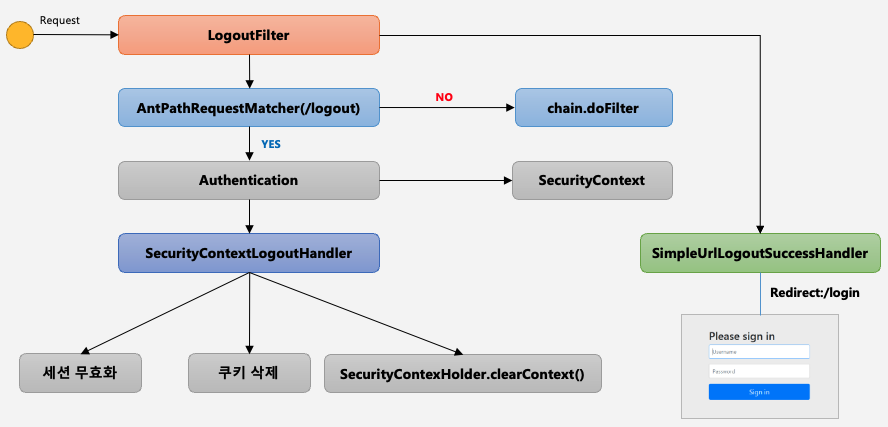 Request
LogoutFilter
AntPathRequestMatcher(/logout)
NO
chain.doFilter
YES
Authentication
SecurityContext
SecurityContextLogoutHandler
SimpleUrlLogoutSuccessHandler
Redirect:/login
Please sign in
Username
Password
Sign in
세션 무효화
쿠키 삭제
SecurityContexHolder.clearContext()